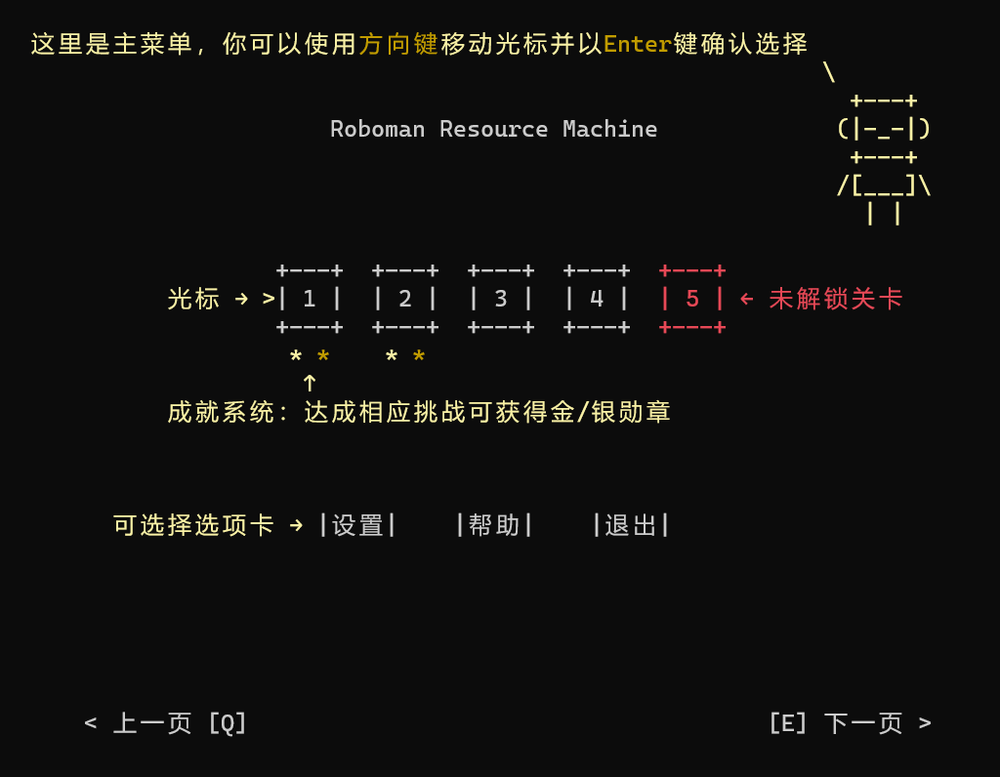 这里是主菜单，你可以使用方向键移动光标并以Enter键确认选择
\
+---+
Roboman Resource Machine (|-_-|)
+---+
/[___]\
| |
+---+ +---+ +---+ +---+ +---+
光标 → >| 1 | | 2 | | 3 | | 4 | | 5 | ← 未解锁关卡
+---+ +---+ +---+ +---+ +---+
* * * *
↑
成就系统：达成相应挑战可获得金/银勋章
可选择选项卡 → |设置| |帮助| |退出|
< 上一页 [Q] [E] 下一页 >